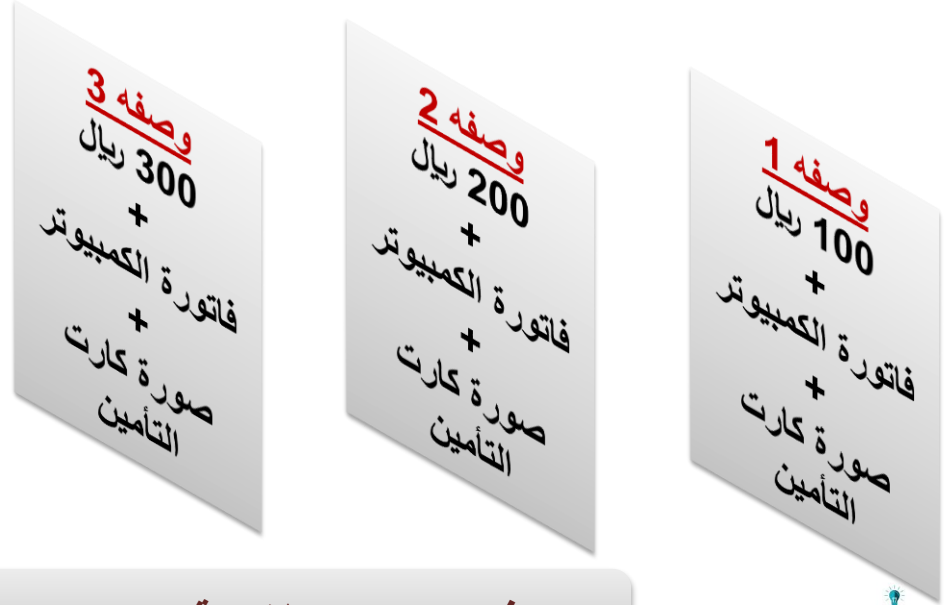 وصفه 1
100 ريال
+
فاتورة الكمبيوتر
+
صورة كارت
التأمين
وصفه 2
200 ريال
+
فاتورة الكمبيوتر
+
صورة كارت
التأمين
وصفه 3
300 ريال
+
فاتورة الكمبيوتر
+
صورة كارت
التأمين